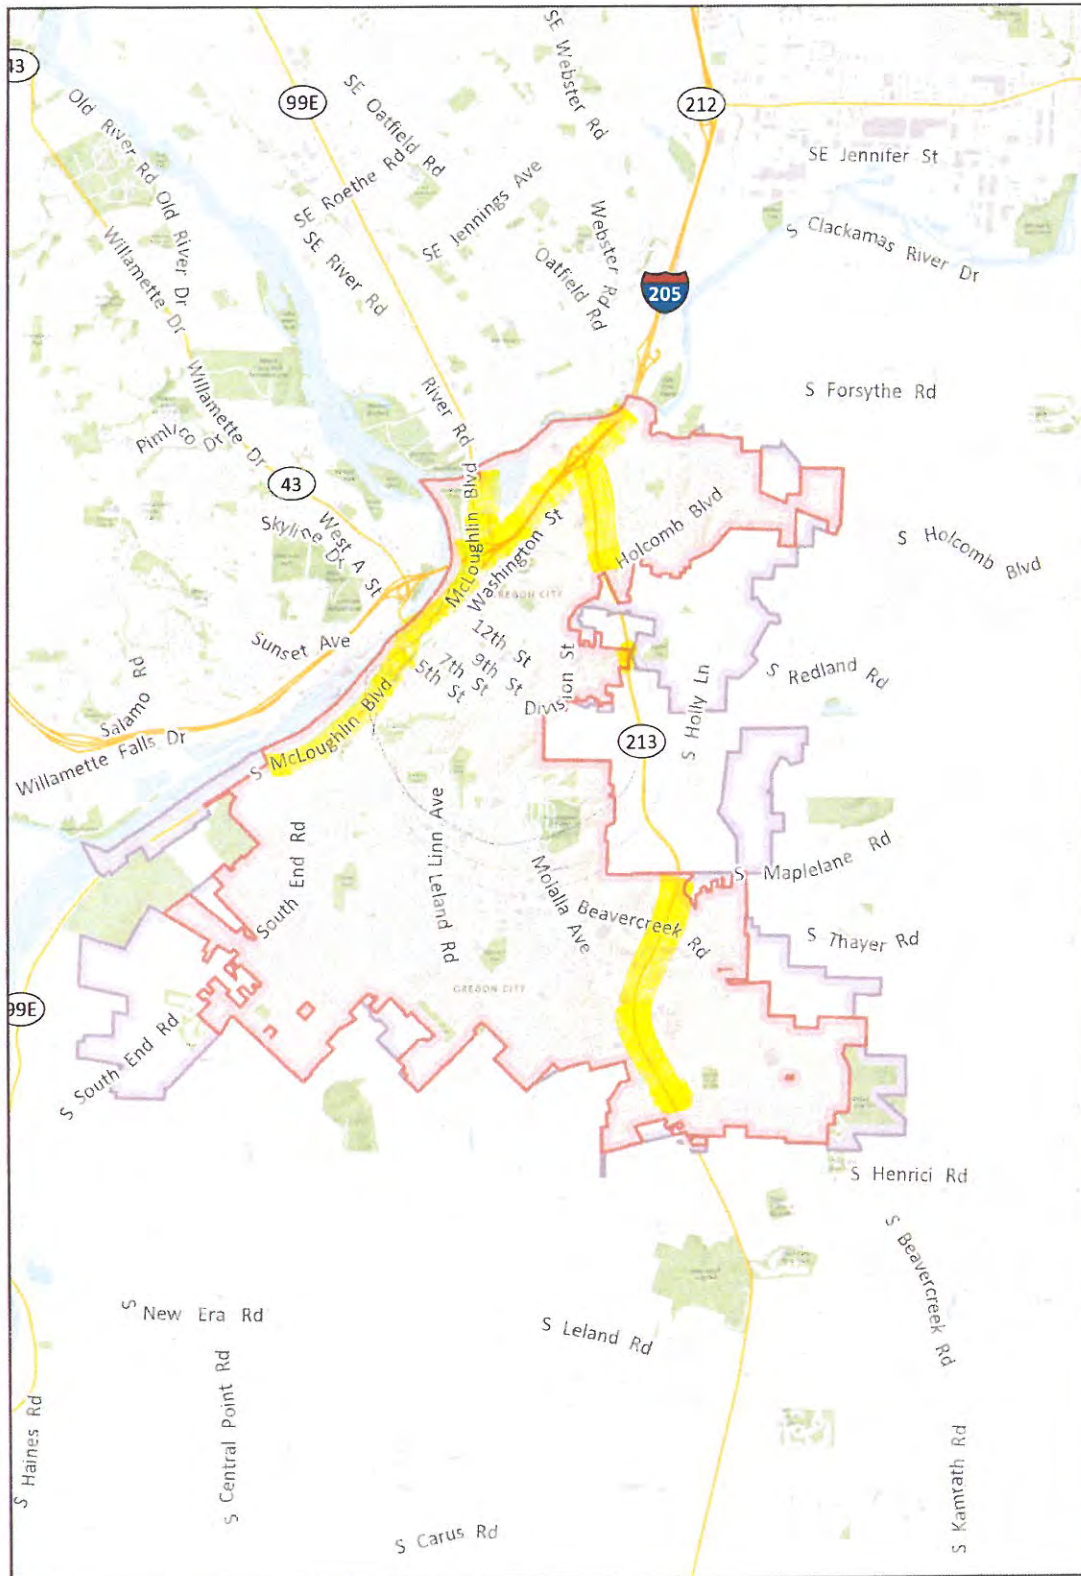 43
99E
212
SE Webster Rd
SE Oatfield Rd
Old River Rd
SE Jennifer St
SE Roethe Rd
SE Jennings Ave
Old River Dr
SE River Rd
Webster Rd
Oatfield Rd
S Clackamas River Dr
Willamette Dr
205
S Forsythe Rd
River Rd
Willamette Dr
Pimlico Dr
43
West A St
Skyline Dr
McLoughlin Blvd
Holcomb Blvd
S Holcomb Blvd
Washington St
OREGON CITY
Sunset Ave
12th St
9th St
7th St
5th St
Division St
S Holly Ln
S Redland Rd
Salamo Rd
Willamette Falls Dr
S McLoughlin Blvd
213
South End Rd
Linn Ave
Leland Rd
Molalla Ave
Beavercreek Rd
S Maplelane Rd
S Thayer Rd
OREGON CITY
99E
S South End Rd
S Henrici Rd
S Beavercreek Rd
S New Era Rd
S Leland Rd
S Central Point Rd
S Haines Rd
S Kamrath Rd
S Carus Rd